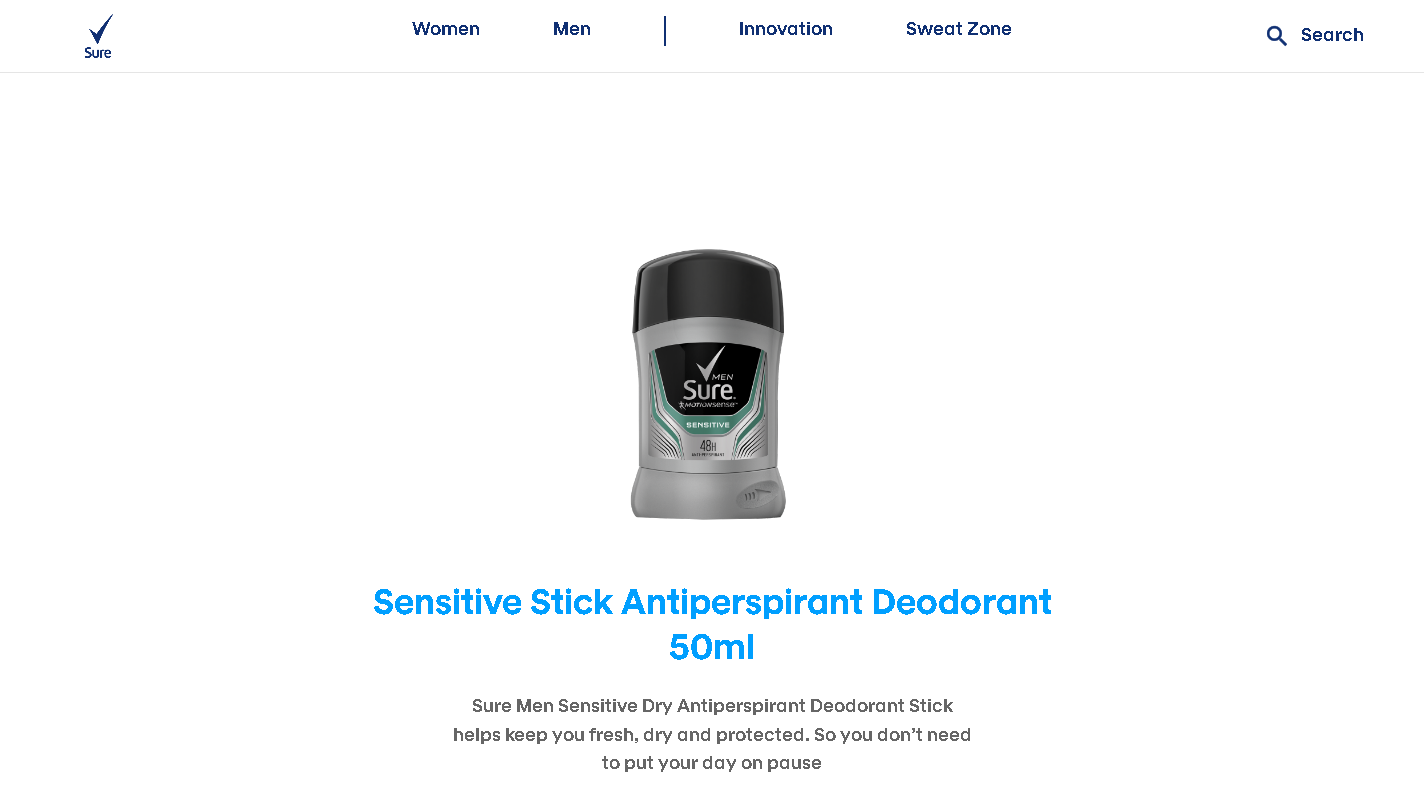 Sure
Women
Men
Innovation
Sweat Zone
Search
MEN
Sure
MOTIONSENSE
SENSITIVE
48H
ANTI-PERSPIRANT
Sensitive Stick Antiperspirant Deodorant
50ml
Sure Men Sensitive Dry Antiperspirant Deodorant Stick
helps keep you fresh, dry and protected. So you don’t need
to put your day on pause